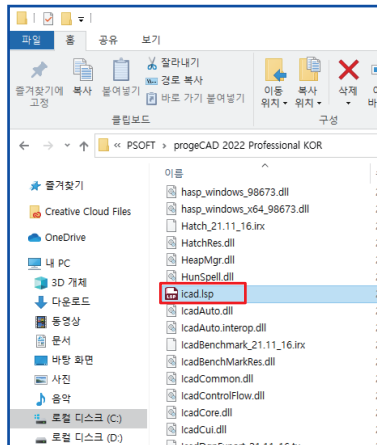 파일 홈 공유 보기
즐겨찾기에 고정
복사
붙여넣기
잘라내기
경로 복사
바로 가기 붙여넣기
이동 위치
복사 위치
삭제
클립보드
구성
« PSOFT > progeCAD 2022 Professional KOR
이름
즐겨찾기
Creative Cloud Files
OneDrive
내 PC
3D 개체
다운로드
동영상
문서
바탕 화면
사진
음악
로컬 디스크 (C:)
로컬 디스크 (D:)
hasp_windows_98673.dll
hasp_windows_x64_98673.dll
Hatch_21.11_16.irx
HatchRes.dll
HeapMgr.dll
HunSpell.dll
icad.lsp
IcadAuto.dll
IcadAuto.interop.dll
IcadBenchmark_21.11_16.irx
IcadBenchMarkRes.dll
IcadCommon.dll
IcadControlFlow.dll
IcadCore.dll
IcadCui.dll